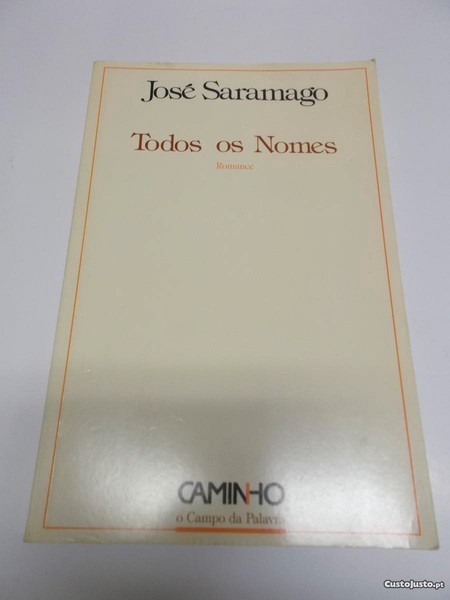 José Saramago
Todos os Nomes
Romance
CAMINHO
o Campo da Palavra
Custojusto.pt